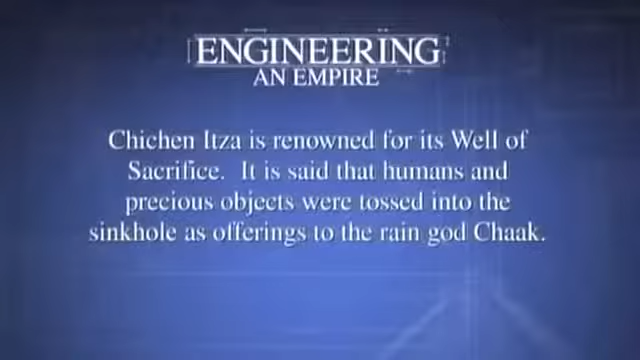 ENGINEERING
AN EMPIRE
Chichen Itza is renowned for its Well of
Sacrifice. It is said that humans and
precious objects were tossed into the
sinkhole as offerings to the rain god Chaak.